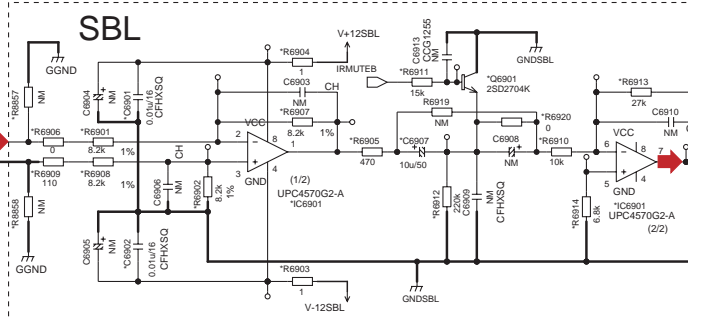 SBL
V+12SBL
*R6904
1
IRMUTEB
C6913
CCG1255
NM
GNDSBL
*R6911
15k
*Q6901
2SD2704K
*R6913
27k
GGND
*R8857
NM
C6904
NM
*C6901
0.01u/16
CFHXSQ
C6903
NM
CH
*R6907
8.2k
1%
R6919
NM
*R6920
0
C6910
NM
*R6906
0
*R6901
8.2k
1%
VCC
2
8
1
3
4
GND
(1/2)
UPC4570G2-A
*IC6901
*R6905
470
*C6907
10u/50
C6908
NM
*R6910
10k
VCC
6
8
7
5
4
GND
*IC6901
UPC4570G2-A
(2/2)
*R6909
110
*R6908
8.2k
1%
CH
C6906
NM
*R6902
8.2k
1%
*R8858
NM
*R6912
220k
C6909
NM
CFHXSQ
*R6914
6.8k
GGND
C6905
NM
*C6902
0.01u/16
CFHXSQ
*R6903
1
V-12SBL
GNDSBL